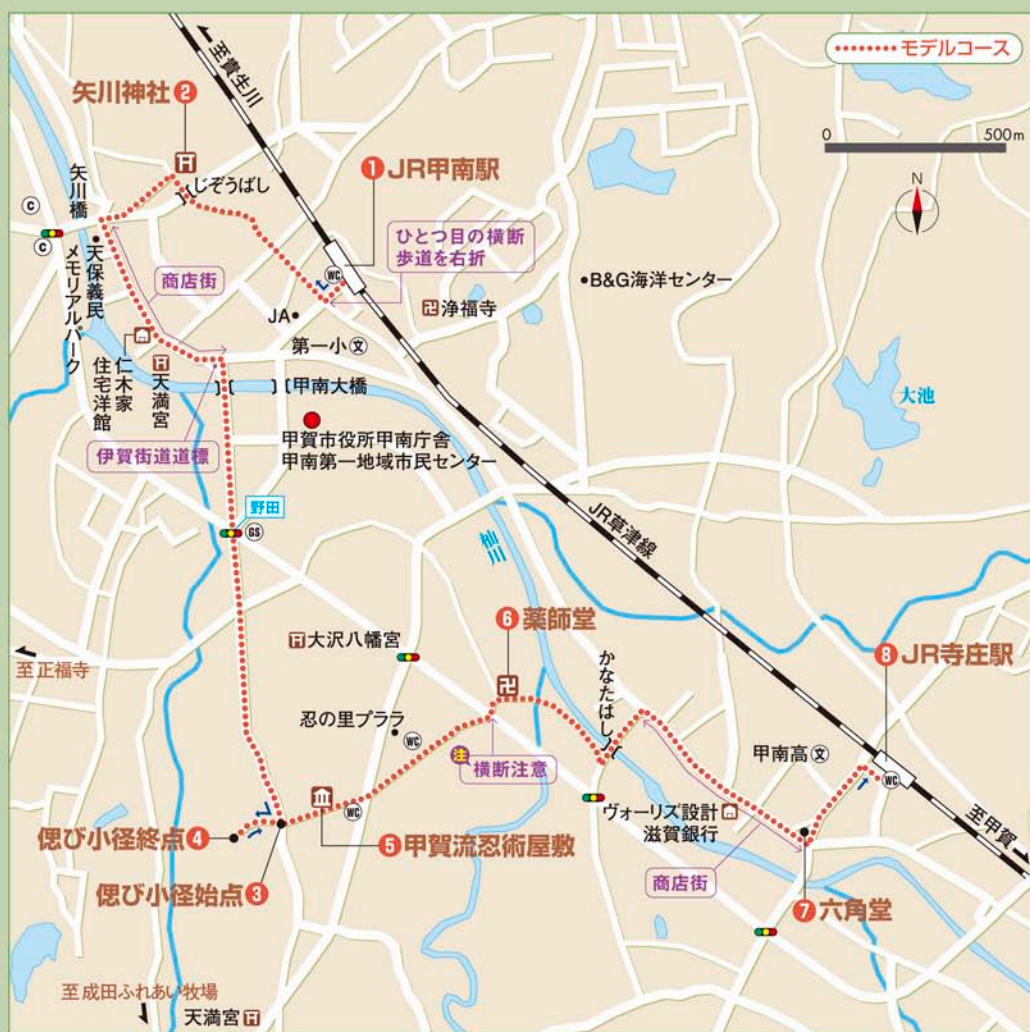 モデルコース
0 500m
N
至貴生川
矢川神社 2
1 JR甲南駅
じぞうばし
矢川橋
C
C
ひとつ目の横断
歩道を右折
WC
商店街
天保義民
メモリアルパーク
JA
卍浄福寺
B&G海洋センター
第一小 文
仁木家
住宅洋館
天満宮
甲南大橋
大池
伊賀街道道標
甲賀市役所甲南庁舎
甲南第一地域市民センター
野田
GS
杣川
JR草津線
6 薬師堂
卍
大沢八幡宮
かなたはし
8 JR寺庄駅
至正福寺
忍の里プララ
WC
注
横断注意
甲南高 文
WC
WC
ヴォーリズ設計
滋賀銀行
至甲賀
偲び小径終点 4
5 甲賀流忍術屋敷
偲び小径始点 3
商店街
7 六角堂
至成田ふれあい牧場
天満宮